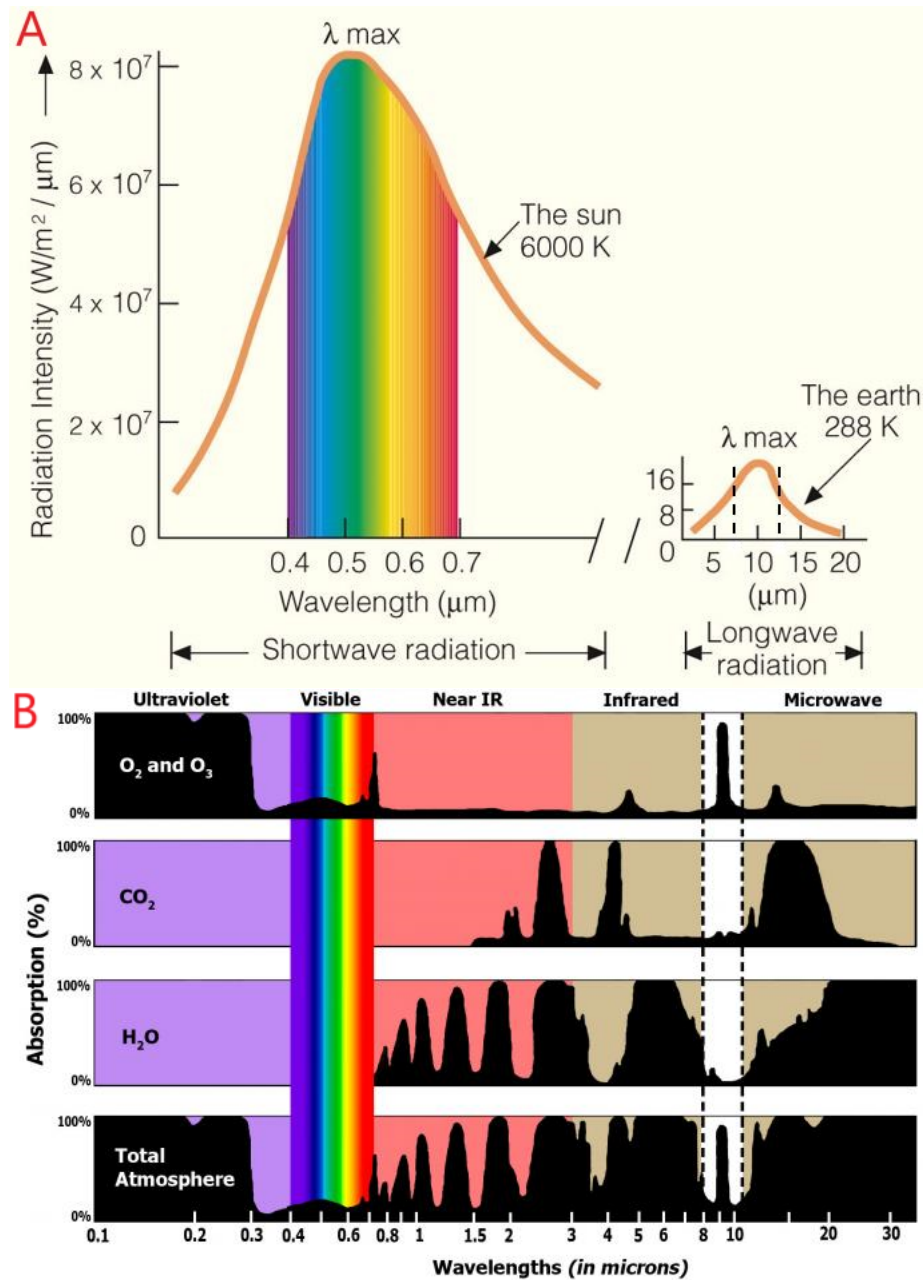 A
λ max
Radiation Intensity (W/m² / μm)
8 x 10⁷
6 x 10⁷
4 x 10⁷
2 x 10⁷
0
The sun
6000 K
0.4 0.5 0.6 0.7
Wavelength (μm)
Shortwave radiation
The earth
288 K
λ max
16
8
0
5 10 15 20
(μm)
Longwave
radiation
B
Ultraviolet Visible Near IR Infrared Microwave
Absorption (%)
100%
O₂ and O₃
0%
100%
CO₂
0%
100%
H₂O
0%
100%
Total
Atmosphere
0%
0.1 0.2 0.3 0.4 0.6 0.8 1 1.5 2 3 4 5 6 8 10 20 30
Wavelengths (in microns)